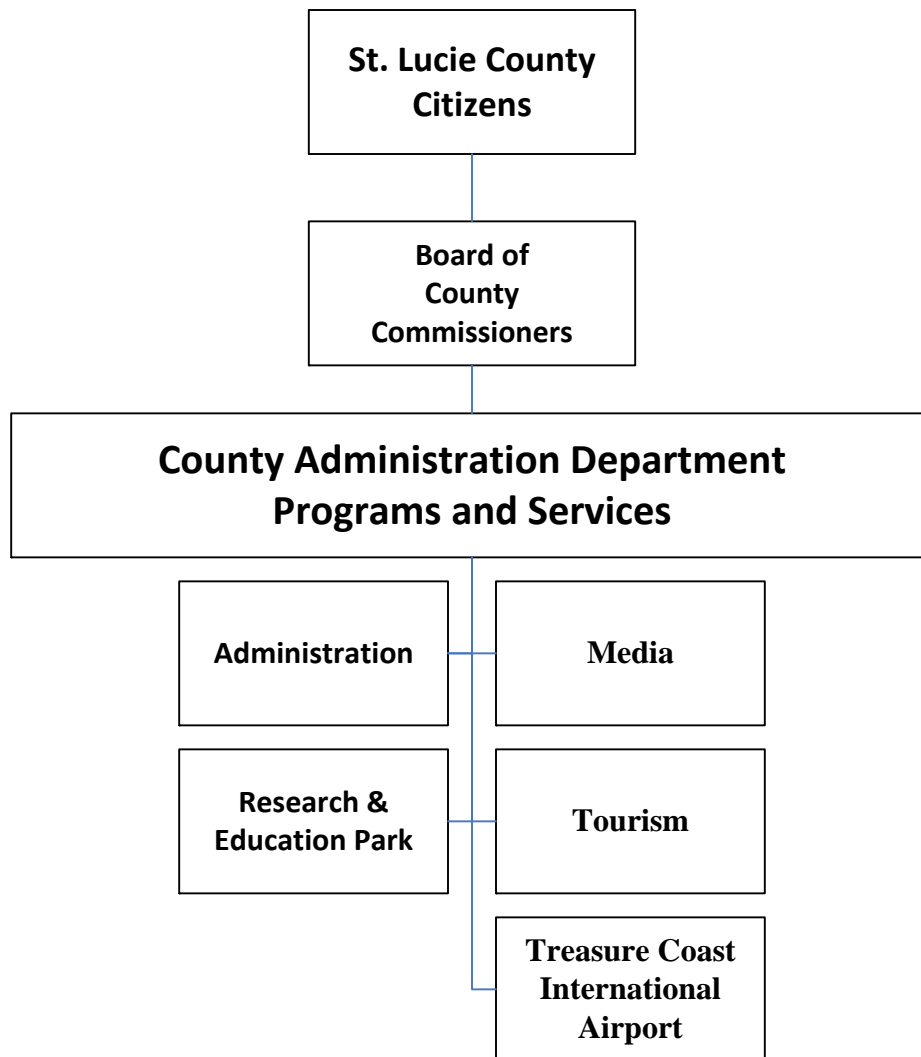 St. Lucie County
Citizens
Board of
County
Commissioners
County Administration Department
Programs and Services
Administration
Media
Research &
Education Park
Tourism
Treasure Coast
International
Airport